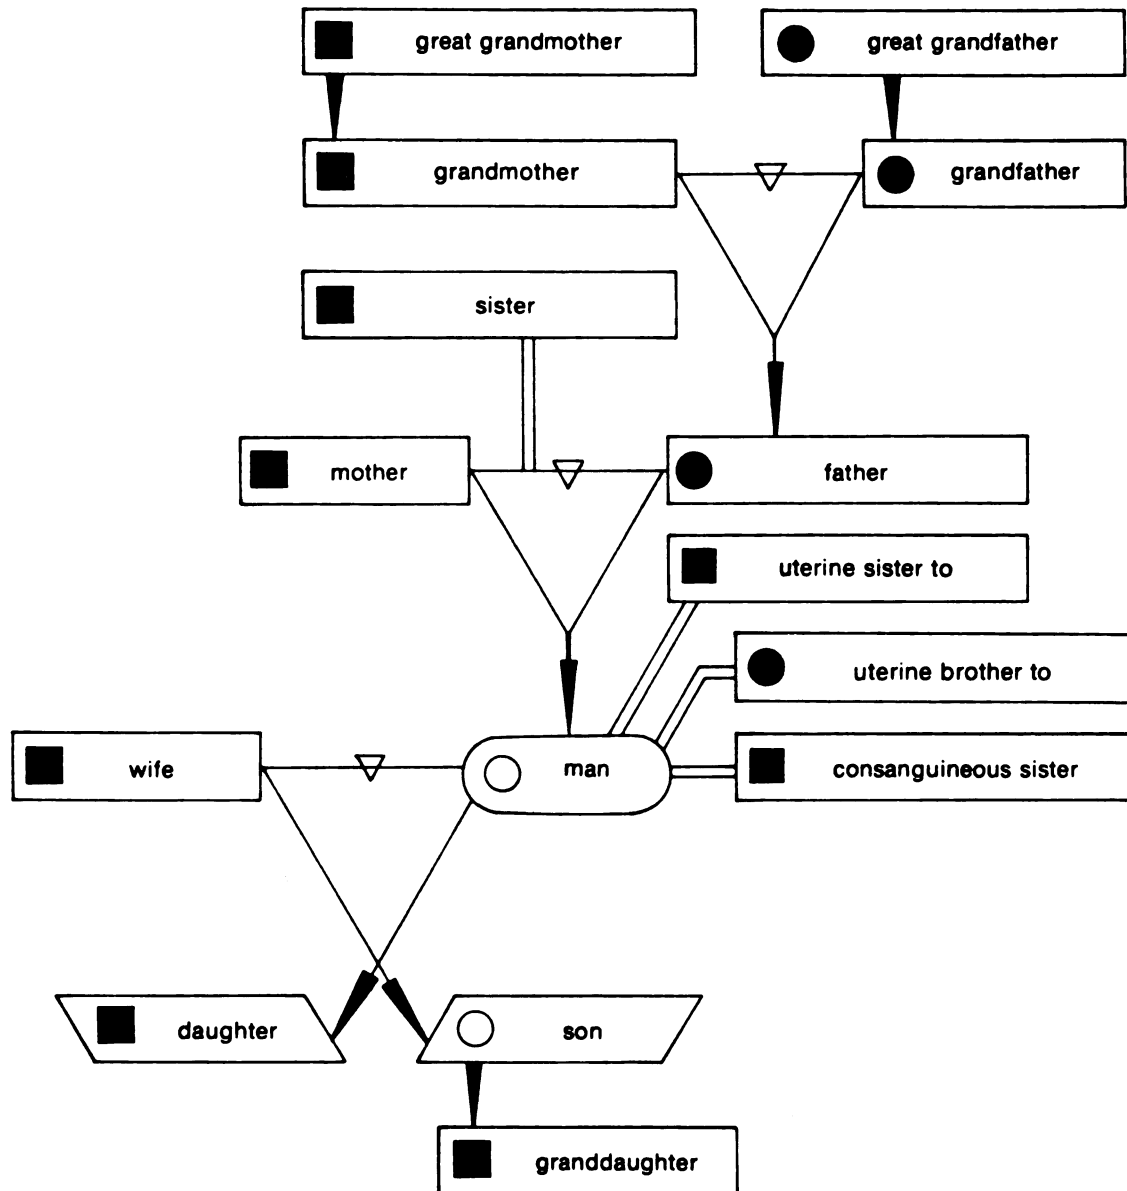 great grandmother
great grandfather
grandmother
grandfather
sister
mother
father
uterine sister to
uterine brother to
wife
man
consanguineous sister
daughter
son
granddaughter